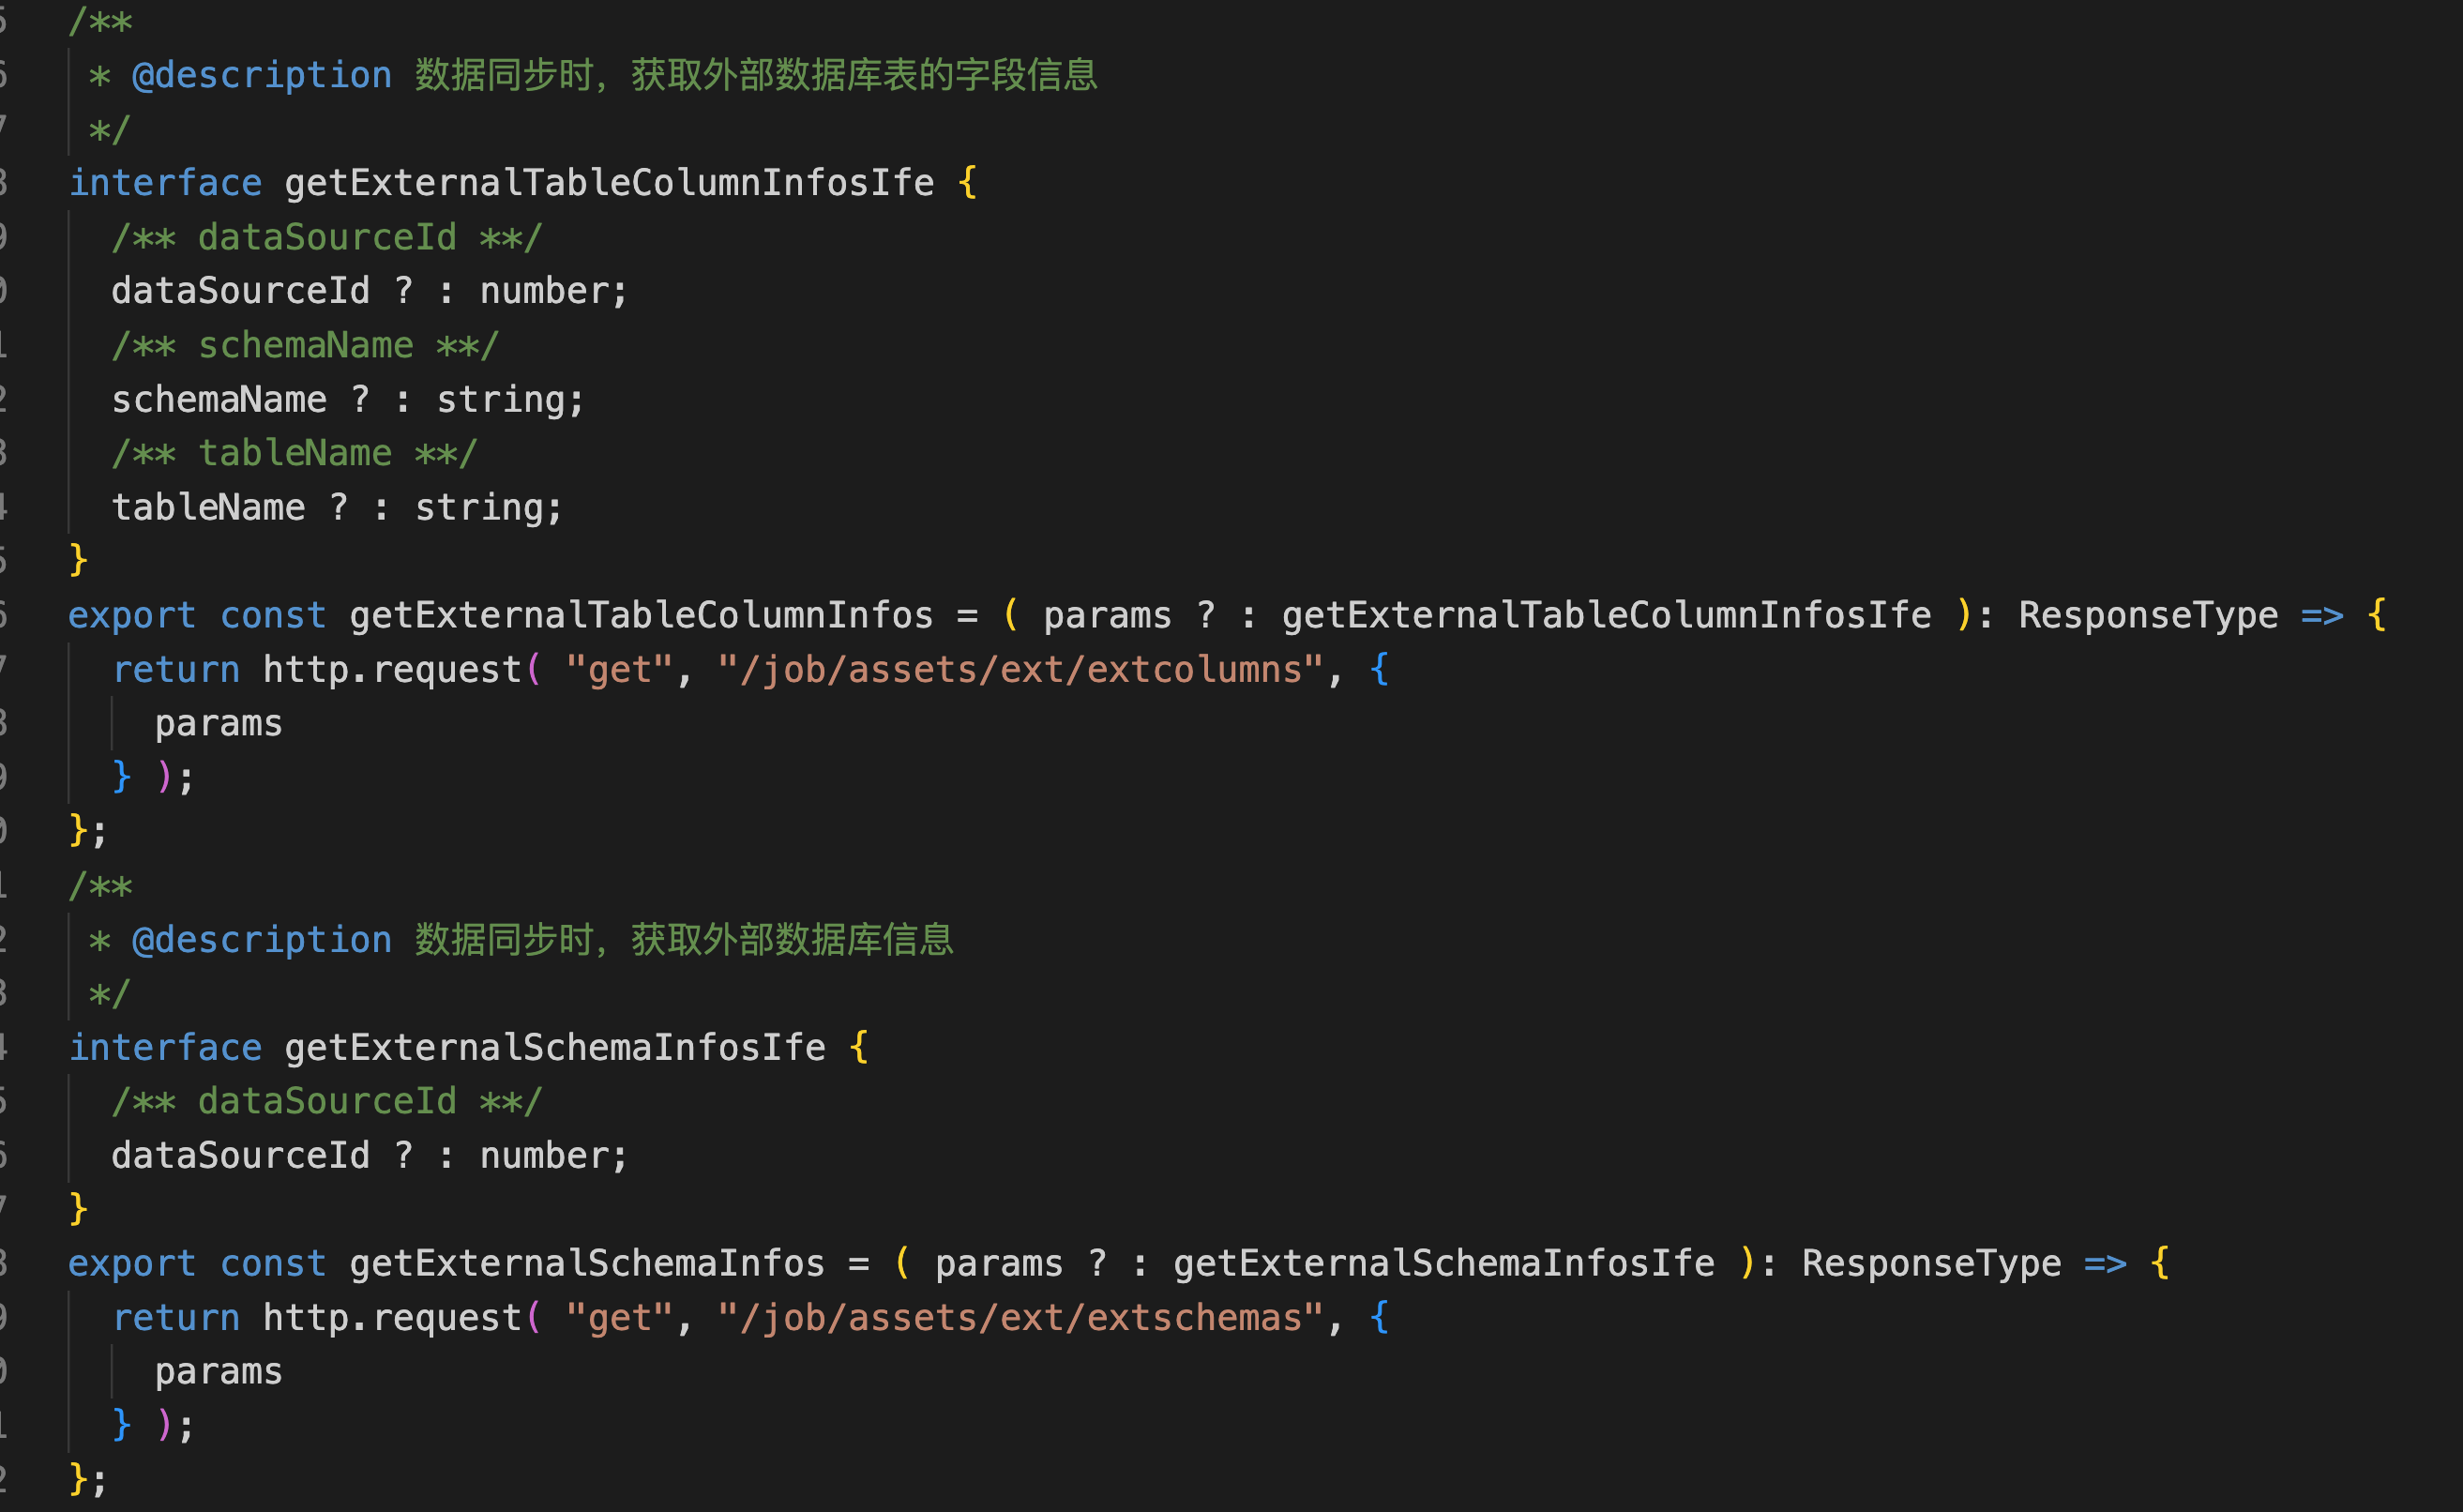 /**
 * @description 数据同步时，获取外部数据库表的字段信息
 */
interface getExternalTableColumnInfosIfe {
  /** dataSourceId **/
  dataSourceId ? : number;
  /** schemaName **/
  schemaName ? : string;
  /** tableName **/
  tableName ? : string;
}
export const getExternalTableColumnInfos = ( params ? : getExternalTableColumnInfosIfe ): ResponseType => {
  return http.request( "get", "/job/assets/ext/extcolumns", {
    params
  } );
};
/**
 * @description 数据同步时，获取外部数据库信息
 */
interface getExternalSchemaInfosIfe {
  /** dataSourceId **/
  dataSourceId ? : number;
}
export const getExternalSchemaInfos = ( params ? : getExternalSchemaInfosIfe ): ResponseType => {
  return http.request( "get", "/job/assets/ext/extschemas", {
    params
  } );
};